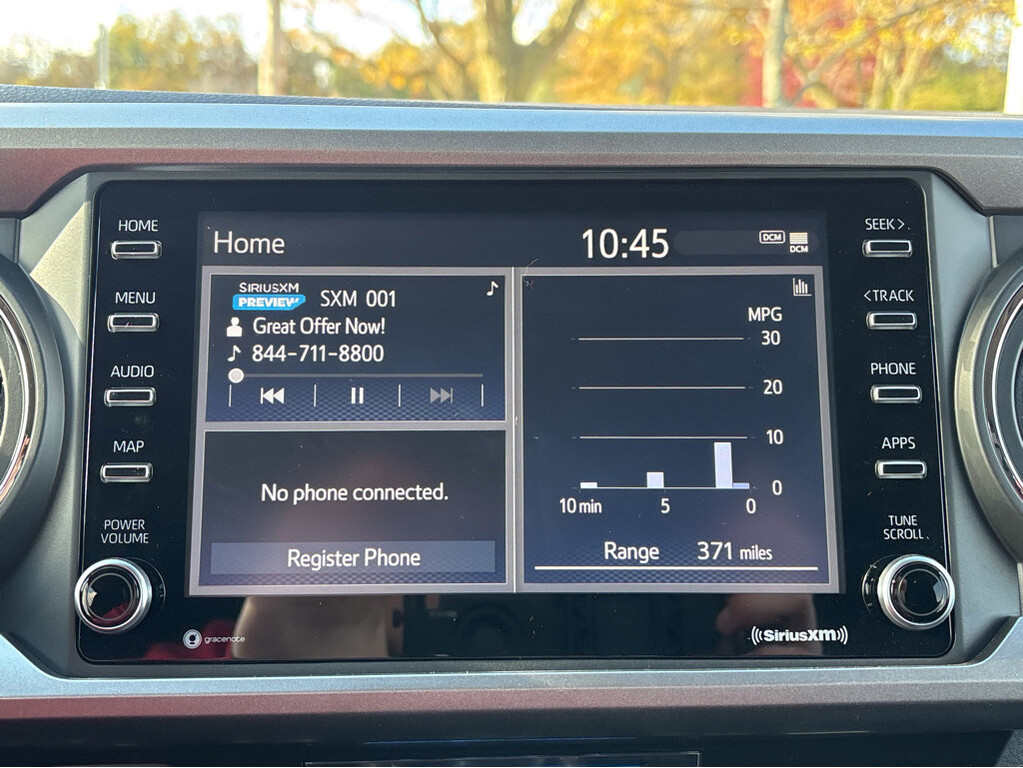 HOME
MENU
AUDIO
MAP
POWER
VOLUME
Home
10:45
DCM
DCM
SIRIUSXM
PREVIEW
SXM 001
Great Offer Now!
844-711-8800
No phone connected.
Register Phone
MPG
30
20
10
0
10 min 5 0
Range 371 miles
SEEK >
< TRACK
PHONE
APPS
TUNE
SCROLL
gracenote
((SiriusXM))